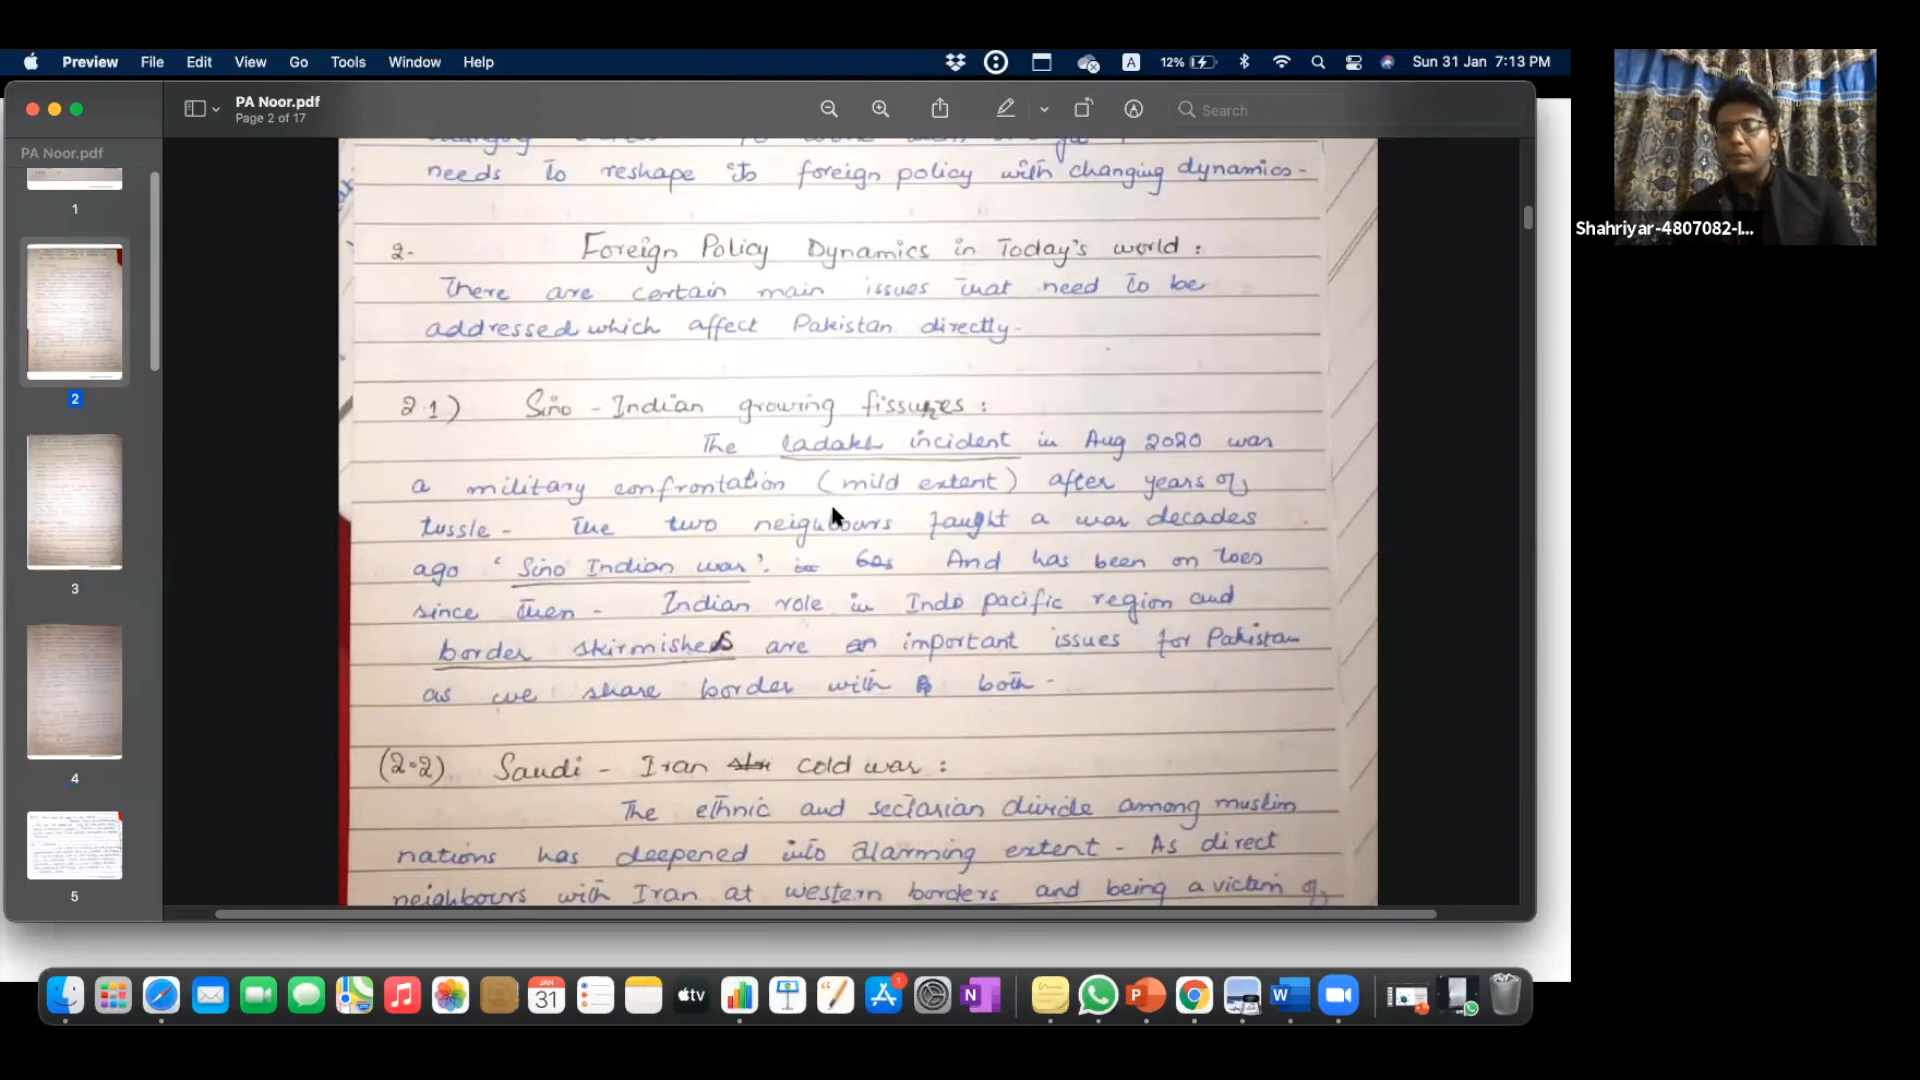 Preview File Edit View Go Tools Window Help 12% Sun 31 Jan 7:13 PM
PA Noor.pdf
Page 2 of 17
Search
PA Noor.pdf
1
2
3
4
5
needs to reshape its foreign policy with changing dynamics-
2- Foreign Policy Dynamics in Today's world :
There are certain main issues that need to be
addressed which affect Pakistan directly-
2.1) Sino - Indian growing fissures :
The ladakh incident in Aug 2020 was
a military confrontation (mild extent) after years of
tussle - The two neighbours faught a war decades
ago ' Sino Indian war'. in 60s And has been on toes
since then - Indian role in Indo pacific region and
border skirmishes are an important issues for Pakistan
as we share border with both -
(2.2) Saudi - Iran cold war :
The ethnic and sectarian divide among muslim
nations has deepened into alarming extent - As direct
neighbours with Iran at western borders and being a victim of
Shahriyar-4807082-I...
JAN
31
tv
1
N
P
W